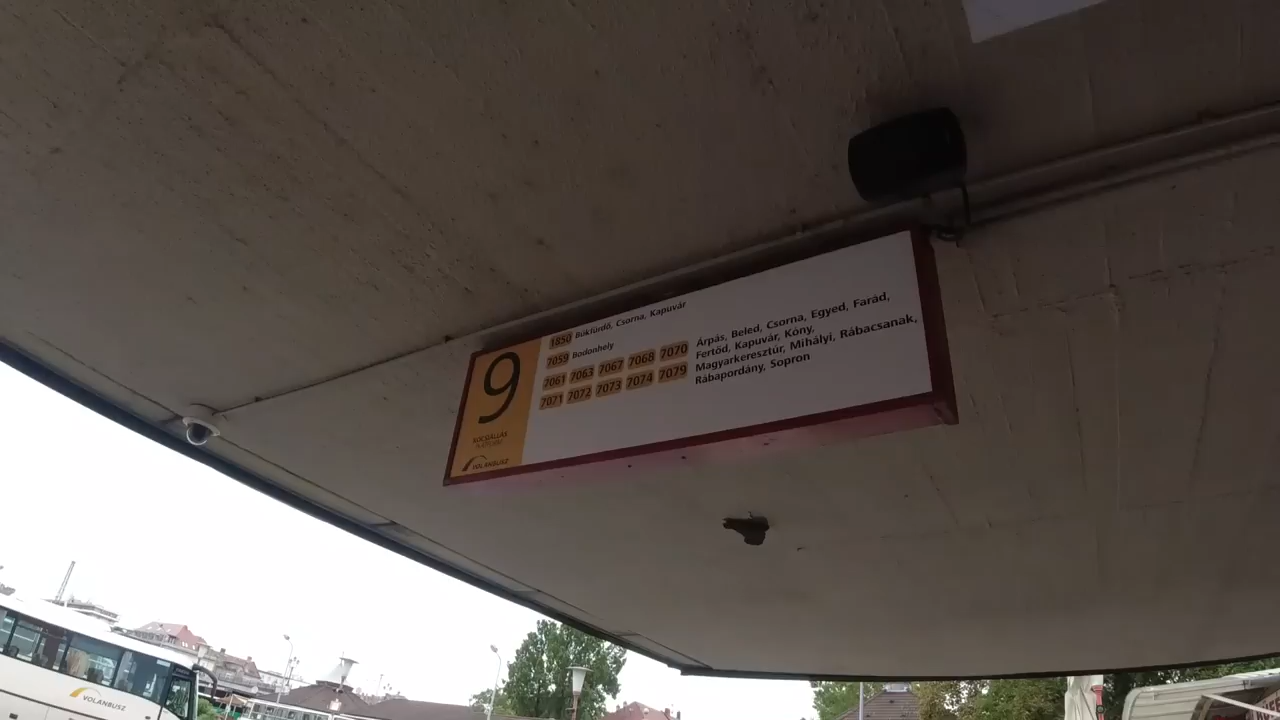 9
KOCSIÁLLÁS
VOLÁNBUSZ
1850 Bükfürdő, Csorna, Kapuvár
7059 Bodonhely
7061 7063 7067 7068 7070
7071 7072 7073 7074 7079
Árpás, Beled, Csorna, Egyed, Farád,
Fertőd, Kapuvár, Kóny,
Magyarkeresztúr, Mihályi, Rábacsanak,
Rábapordány, Sopron
VOLÁNBUSZ